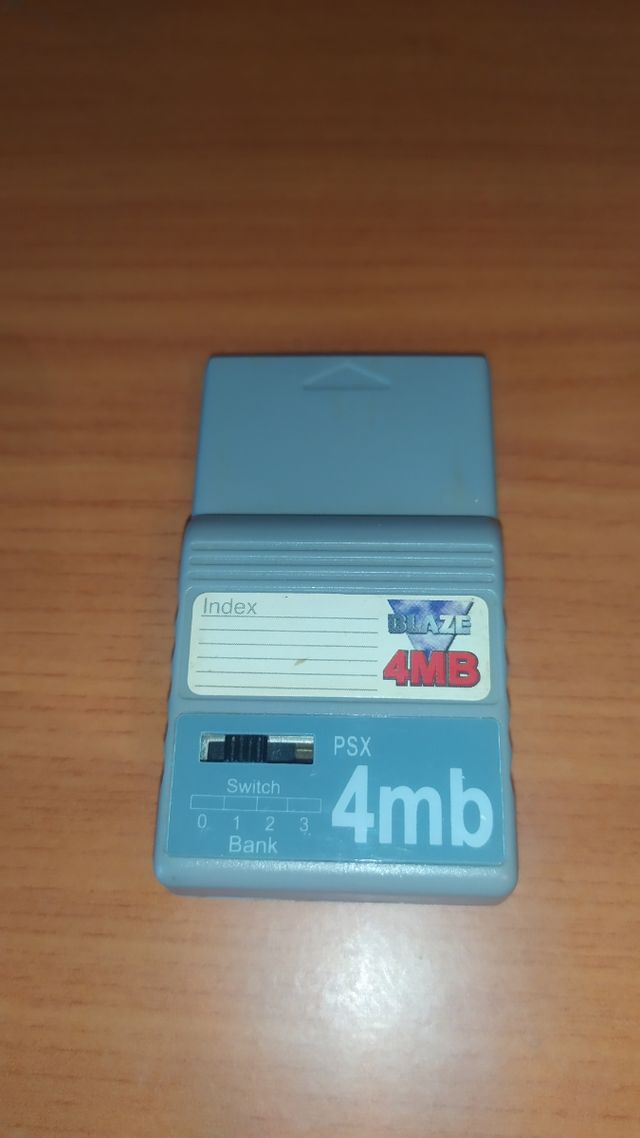 Index
BLAZE
4MB
PSX
4mb
Switch
0 1 2 3
Bank